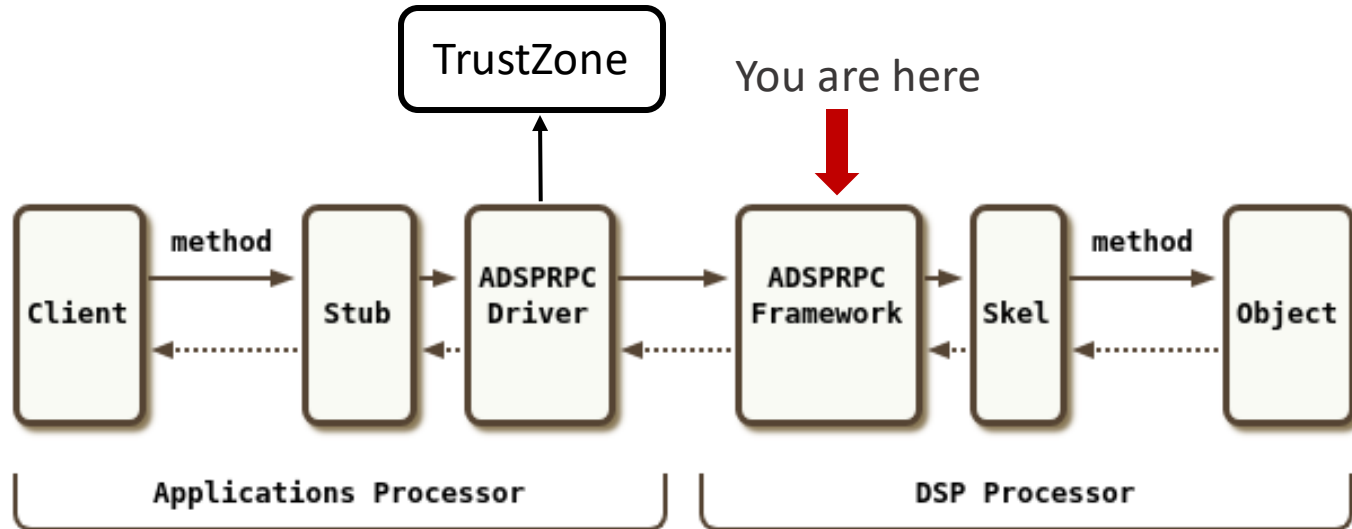 TrustZone
You are here
method
method
ADSPRPC
Driver
ADSPRPC
Framework
Client
Stub
Skel
Object
Applications Processor
DSP Processor